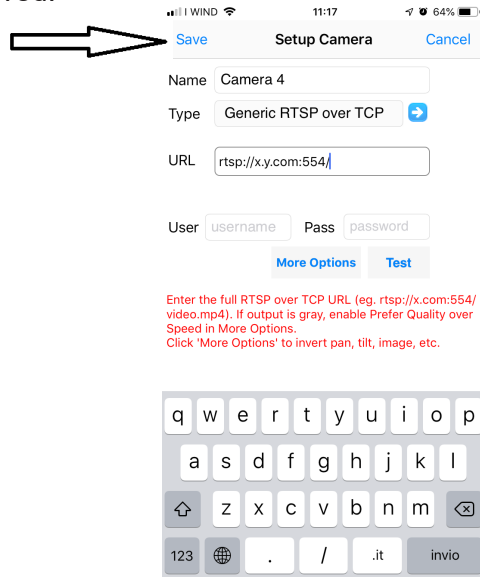 I WIND 11:17 64%
Save Setup Camera Cancel
Name Camera 4
Type Generic RTSP over TCP
URL rtsp://x.y.com:554/
User username Pass password
More Options Test
Enter the full RTSP over TCP URL (eg. rtsp://x.com:554/
video.mp4). If output is gray, enable Prefer Quality over
Speed in More Options.
Click 'More Options' to invert pan, tilt, image, etc.
q w e r t y u i o p
a s d f g h j k l
z x c v b n m
123 . / .it invio